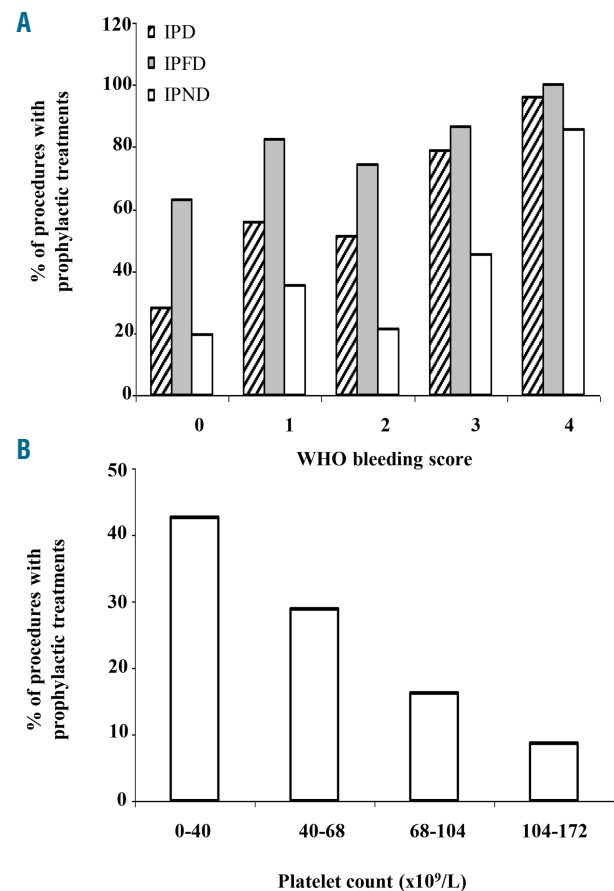 A
IPD
IPFD
IPND
% of procedures with
prophylactic treatments
120
100
80
60
40
20
0
0 1 2 3 4
WHO bleeding score
B
% of procedures with
prophylactic treatments
50
40
30
20
10
0
0-40 40-68 68-104 104-172
Platelet count (x10⁹/L)